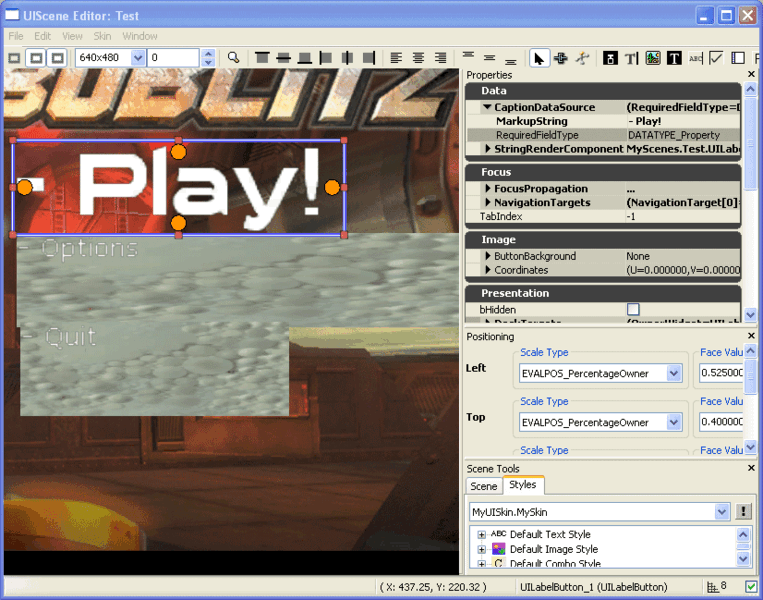 UIScene Editor: Test
File Edit View Skin Window
640x480 0
Properties
Data
CaptionDataSource (RequiredFieldType=D
MarkupString - Play!
RequiredFieldType DATATYPE_Property
StringRenderComponent MyScenes.Test.UILabe
Focus
FocusPropagation ...
NavigationTargets (NavigationTarget[0]=
TabIndex -1
Image
ButtonBackground None
Coordinates (U=0.000000,V=0.00000
Presentation
bHidden
- Play!
- Options
- Quit
Positioning
Scale Type Face Valu
Left EVALPOS_PercentageOwner 0.525000
Scale Type Face Valu
Top EVALPOS_PercentageOwner 0.400000
Scale Type Face Valu
Scene Tools
Scene Styles
MyUISkin.MySkin !
ABC Default Text Style
Default Image Style
C Default Combo Style
( X: 437.25, Y: 220.32 ) UILabelButton_1 (UILabelButton) 8